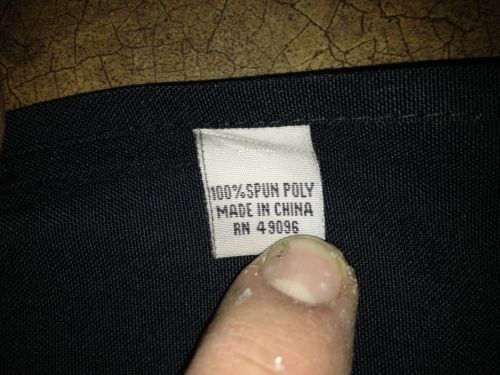 100% SPUN POLY
MADE IN CHINA
RN 49096